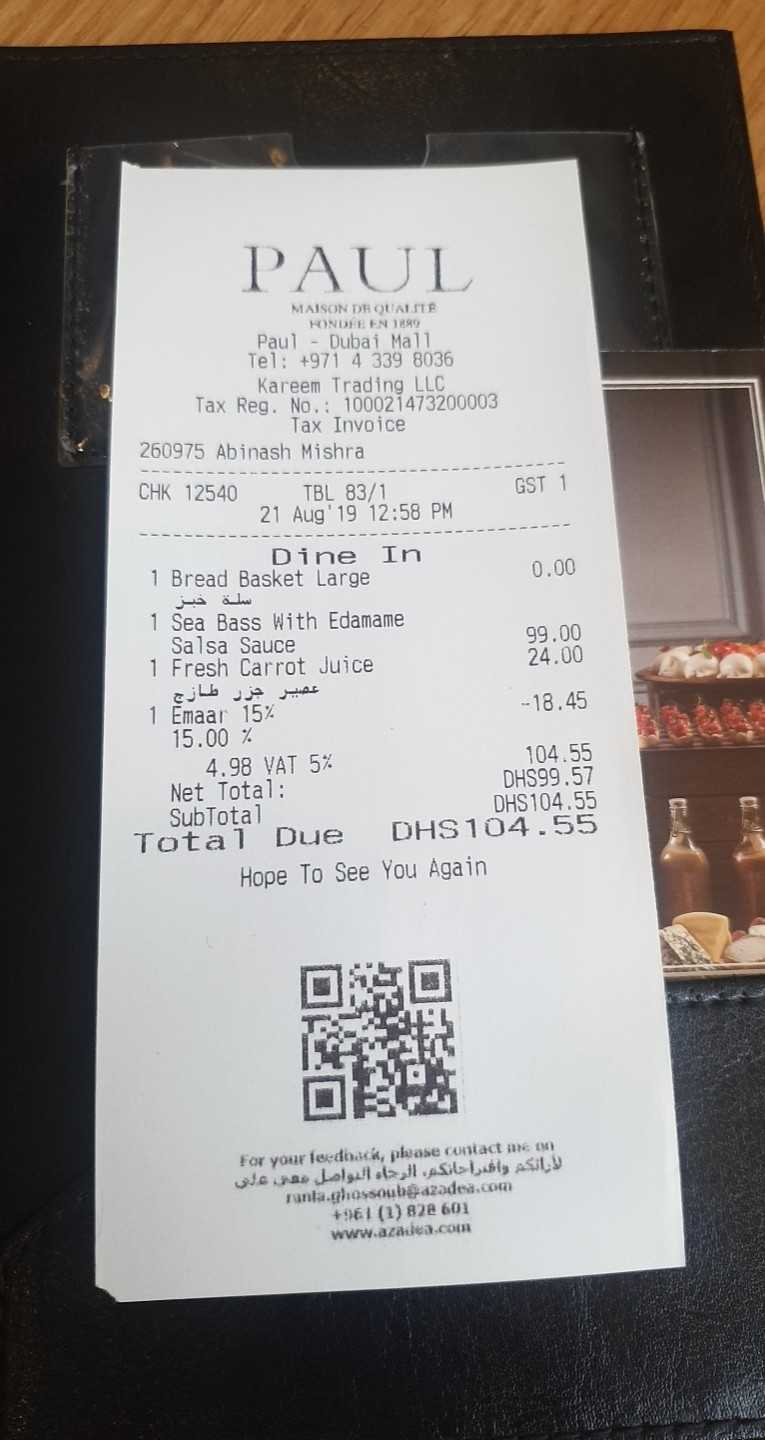 PAUL
MAISON DE QUALITÉ
FONDÉE EN 1889
Paul - Dubai Mall
Tel: +971 4 339 8036
Kareem Trading LLC
Tax Reg. No.: 100021473200003
Tax Invoice
260975 Abinash Mishra
CHK 12540 TBL 83/1 GST 1
21 Aug'19 12:58 PM
Dine In
1 Bread Basket Large 0.00
سلة خبز
1 Sea Bass With Edamame
Salsa Sauce 99.00
1 Fresh Carrot Juice 24.00
عصير جزر طازج
1 Emaar 15% -18.45
15.00 %
4.98 VAT 5% 104.55
Net Total: DHS99.57
SubTotal DHS104.55
Total Due DHS104.55
Hope To See You Again
For your feedback, please contact me on
لآرائكم واقتراحاتكم، الرجاء التواصل معي على
rania.ghossoub@azadea.com
+961 (1) 828 601
www.azadea.com